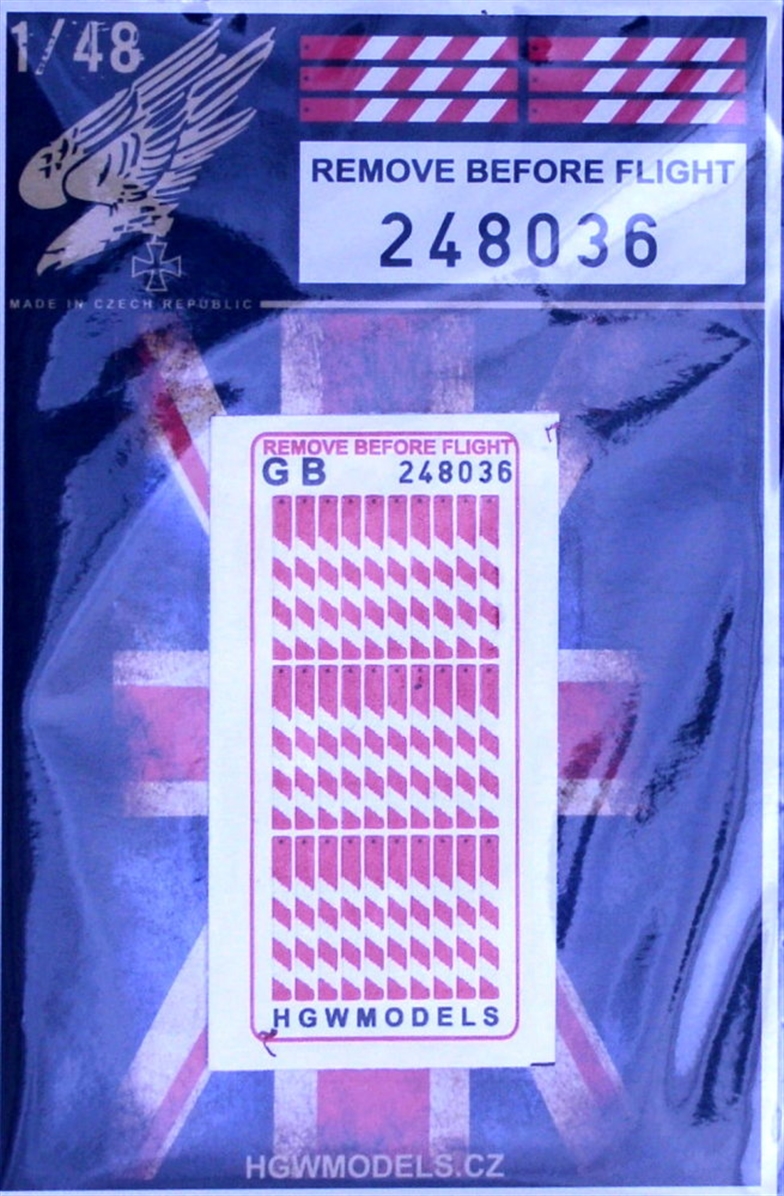 1/48
REMOVE BEFORE FLIGHT
248036
MADE IN CZECH REPUBLIC
REMOVE BEFORE FLIGHT
GB 248036
HGWMODELS
HGWMODELS.CZ